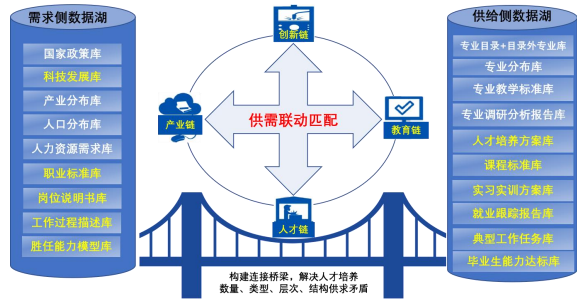 需求侧数据湖
国家政策库
科技发展库
产业分布库
人口分布库
人力资源需求库
职业标准库
岗位说明书库
工作过程描述库
胜任能力模型库
创新链
产业链
供需联动匹配
教育链
人才链
构建连接桥梁，解决人才培养
数量、类型、层次、结构供求矛盾
供给侧数据湖
专业目录+目录外专业库
专业分布库
专业教学标准库
专业调研分析报告库
人才培养方案库
课程标准库
实习实训方案库
就业跟踪报告库
典型工作任务库
毕业生能力达标库